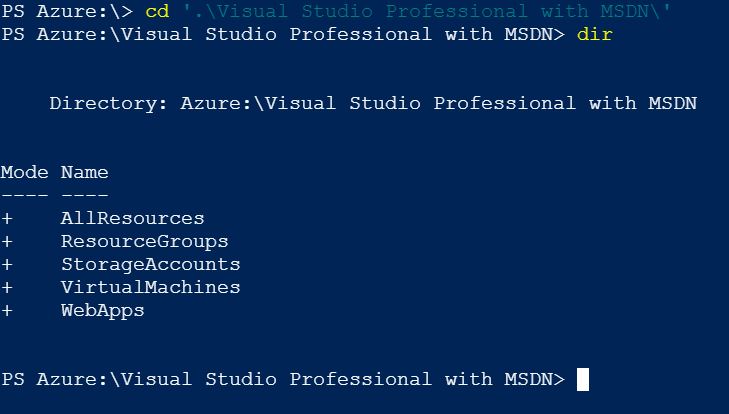 PS Azure:\> cd '.\Visual Studio Professional with MSDN\'
PS Azure:\Visual Studio Professional with MSDN> dir
Directory: Azure:\Visual Studio Professional with MSDN
Mode Name
---- ----
+    AllResources
+    ResourceGroups
+    StorageAccounts
+    VirtualMachines
+    WebApps
PS Azure:\Visual Studio Professional with MSDN>